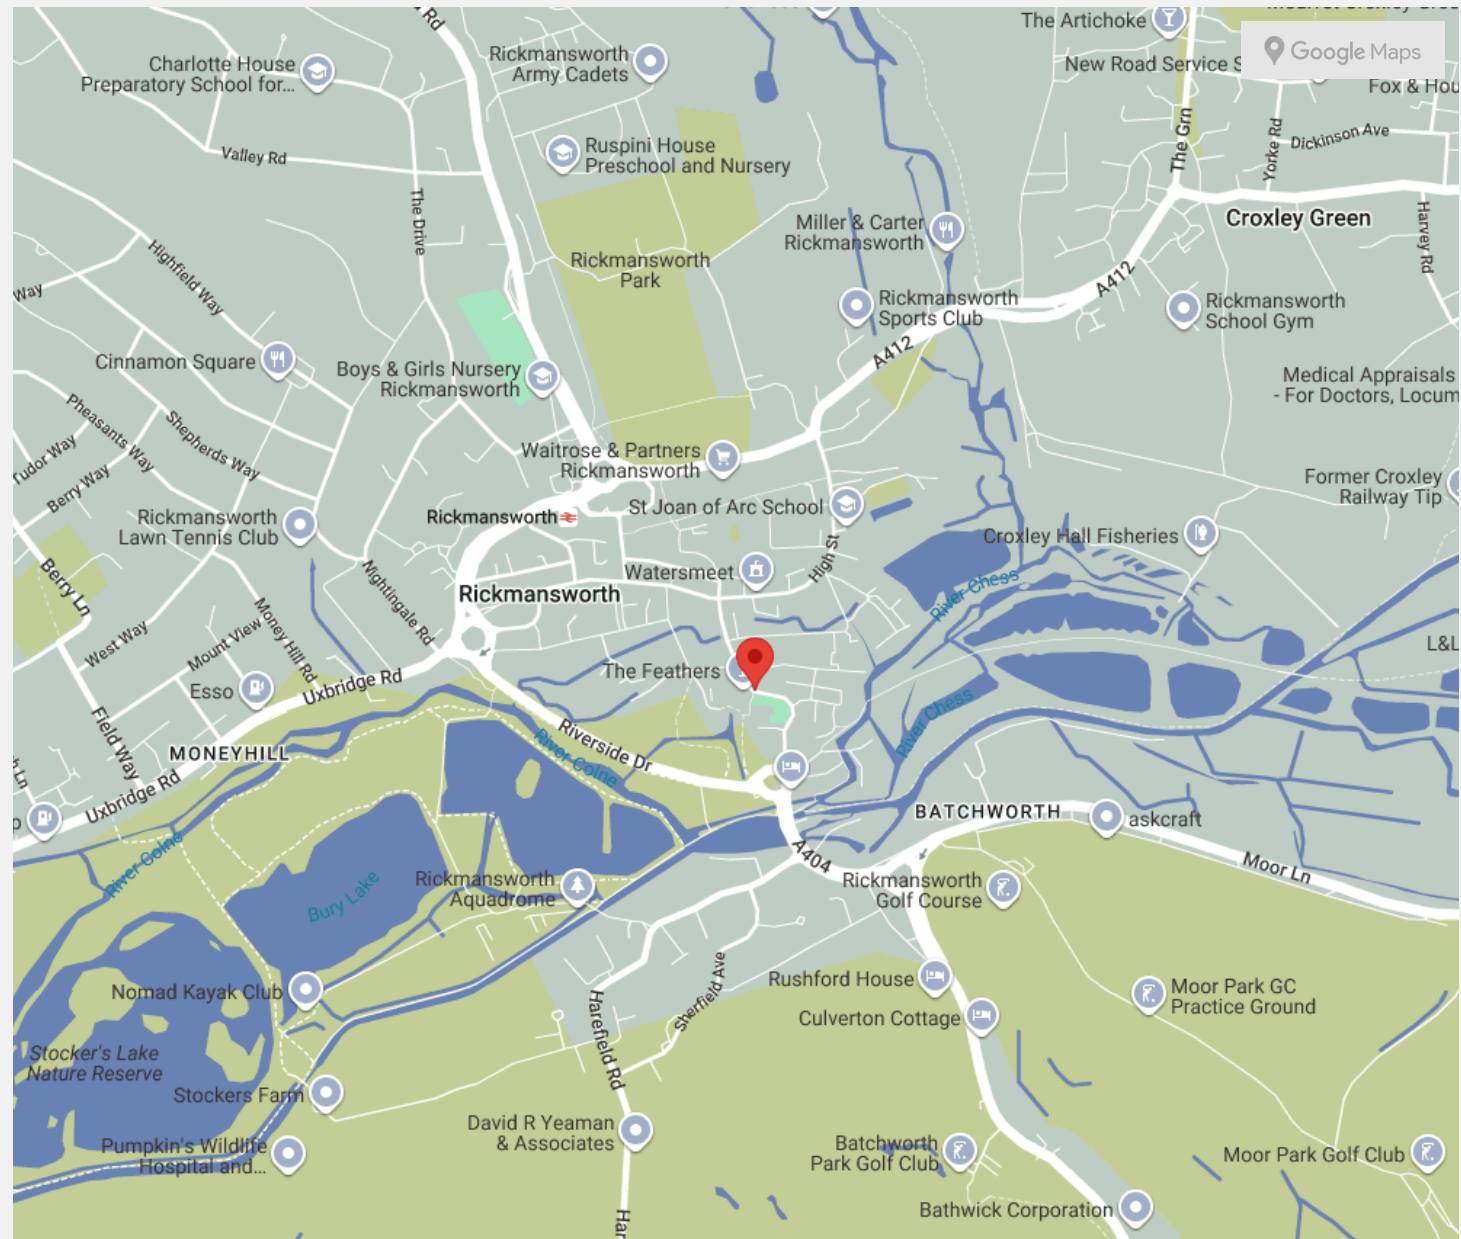 Rd
The Artichoke
Google Maps
New Road Service S
Fox & Hou
Charlotte House
Preparatory School for...
Rickmansworth
Army Cadets
Valley Rd
Ruspini House
Preschool and Nursery
The Grn
Yorke Rd
Dickinson Ave
The Drive
Miller & Carter
Rickmansworth
Croxley Green
Harvey Rd
Highfield Way
Way
Rickmansworth
Park
A412
Rickmansworth
Sports Club
Rickmansworth
School Gym
Cinnamon Square
Boys & Girls Nursery
Rickmansworth
A412
Medical Appraisals
- For Doctors, Locum
Pheasants Way
Shepherds Way
Tudor Way
Berry Way
Waitrose & Partners
Rickmansworth
Former Croxley
Railway Tip
Rickmansworth
Lawn Tennis Club
Rickmansworth
St Joan of Arc School
Croxley Hall Fisheries
High St
Watersmeet
Berry Ln
Nightingale Rd
Rickmansworth
River Chess
West Way
Mount View
Money Hill Rd
L&L
The Feathers
Esso
Uxbridge Rd
River Chess
Field Way
MONEYHILL
Riverside Dr
River Colne
h Ln
Uxbridge Rd
p
BATCHWORTH
askcraft
River Colne
A404
Moor Ln
Bury Lake
Rickmansworth
Aquadrome
Rickmansworth
Golf Course
Nomad Kayak Club
Sherfield Ave
Rushford House
Moor Park GC
Practice Ground
Harefield Rd
Culverton Cottage
Stocker's Lake
Nature Reserve
Stockers Farm
David R Yeaman
& Associates
Pumpkin's Wildlife
Hospital and...
Batchworth
Park Golf Club
Moor Park Golf Club
Har
Bathwick Corporation